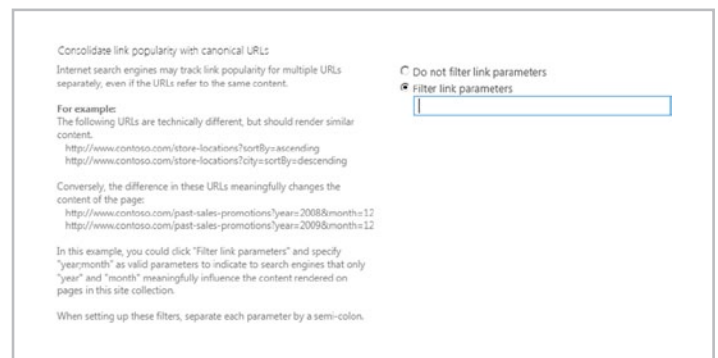 Consolidate link popularity with canonical URLs
Internet search engines may track link popularity for multiple URLs
separately, even if the URLs refer to the same content.
For example:
The following URLs are technically different, but should render similar
content.
http://www.contoso.com/store-locations?sortBy=ascending
http://www.contoso.com/store-locations?city=sortBy=descending
Conversely, the difference in these URLs meaningfully changes the
content of the page:
http://www.contoso.com/past-sales-promotions?year=2008&month=12
http://www.contoso.com/past-sales-promotions?year=2009&month=12
In this example, you could click "Filter link parameters" and specify
"year;month" as valid parameters to indicate to search engines that only
"year" and "month" meaningfully influence the content rendered on
pages in this site collection.
When setting up these filters, separate each parameter by a semi-colon.
Do not filter link parameters
Filter link parameters